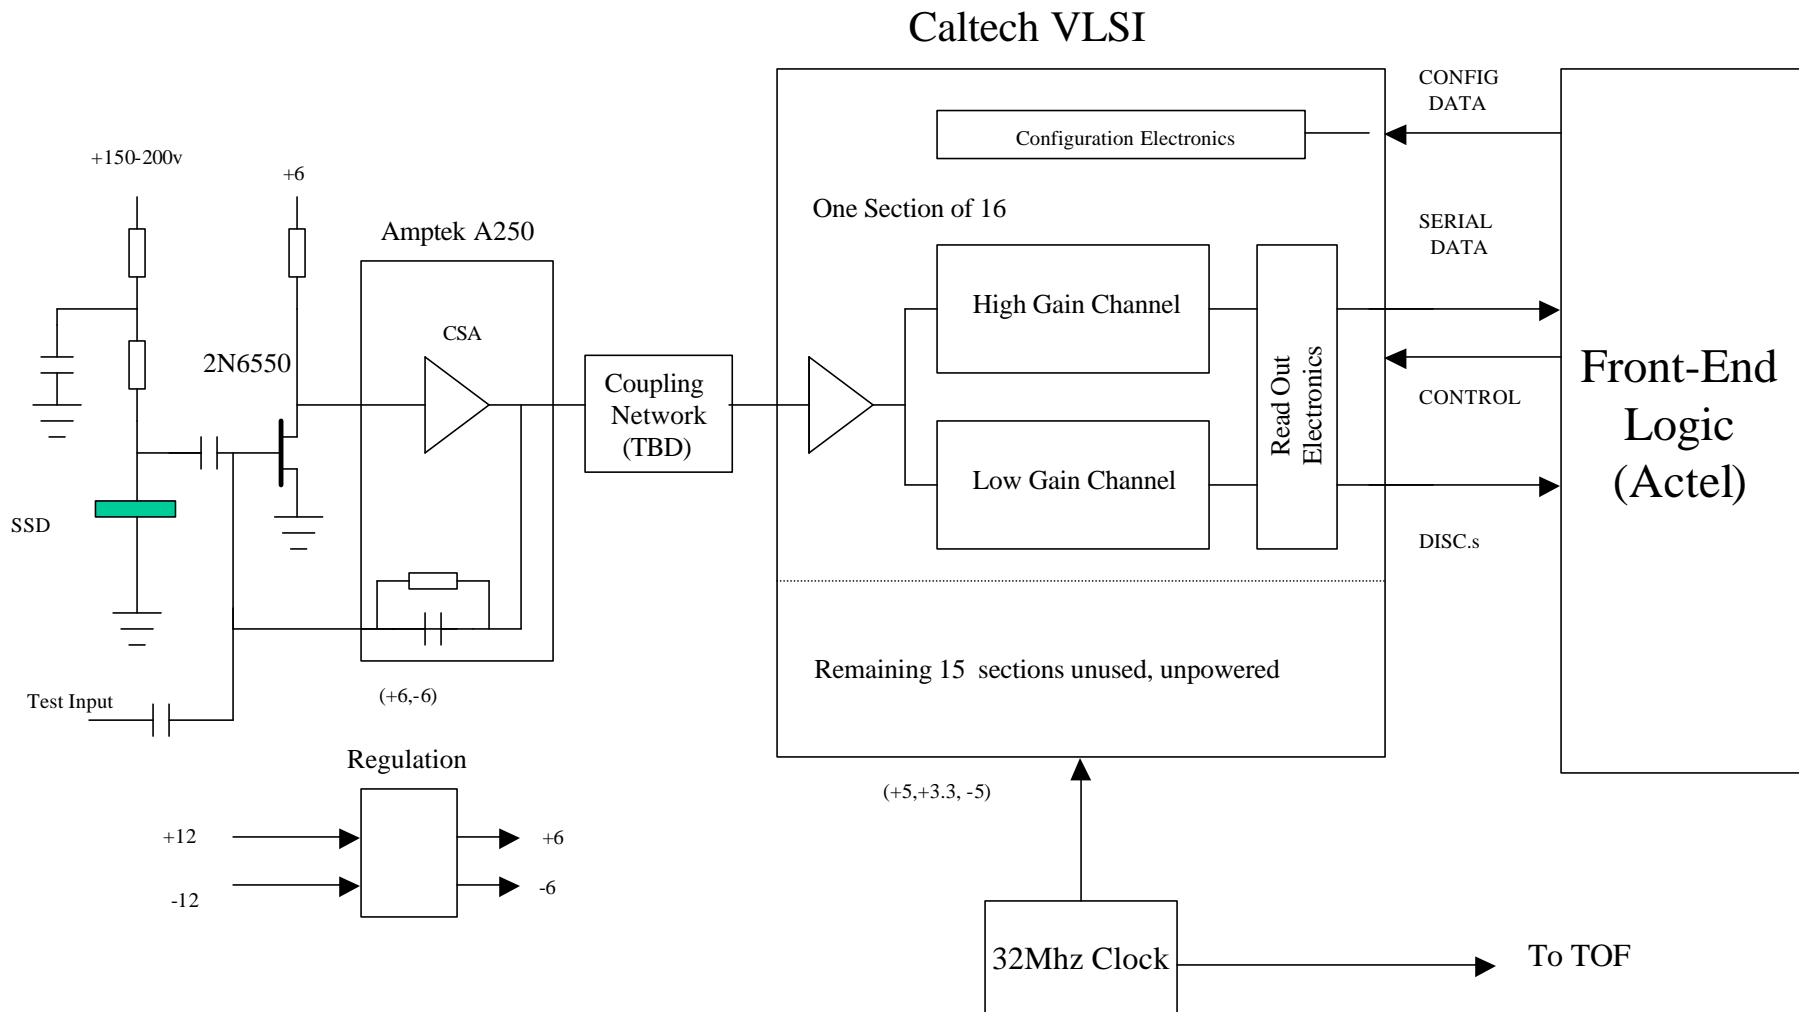 Caltech VLSI
CONFIG
DATA
Configuration Electronics
+150-200v
+6
One Section of 16
SERIAL
DATA
Amptek A250
High Gain Channel
CSA
2N6550
Coupling
Network
(TBD)
Read Out
Electronics
CONTROL
Front-End
Logic
(Actel)
Low Gain Channel
SSD
DISC.s
Remaining 15 sections unused, unpowered
Test Input
(+6,-6)
Regulation
(+5,+3.3, -5)
+12
+6
-12
-6
32Mhz Clock
To TOF